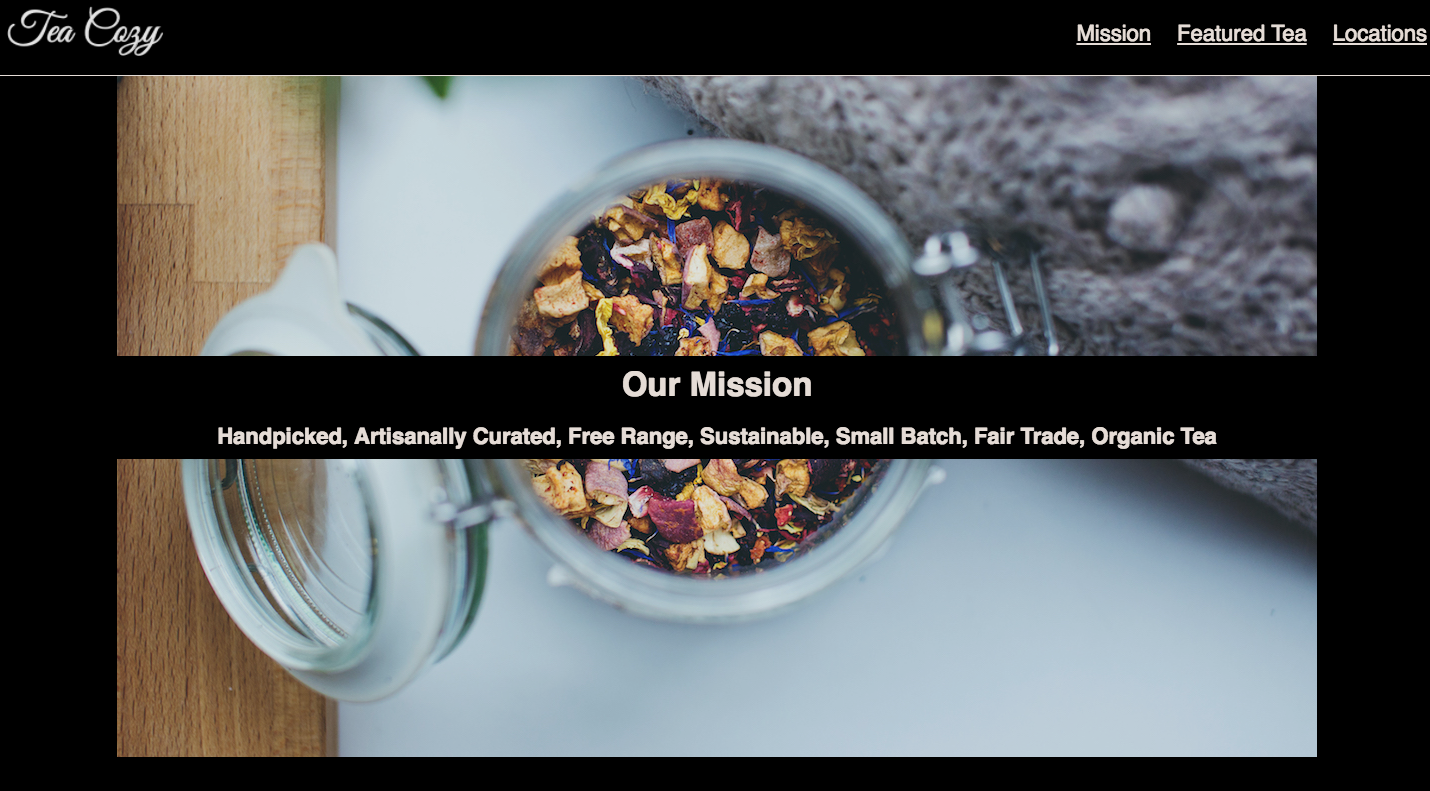 Tea Cozy
Mission Featured Tea Locations
Our Mission
Handpicked, Artisanally Curated, Free Range, Sustainable, Small Batch, Fair Trade, Organic Tea